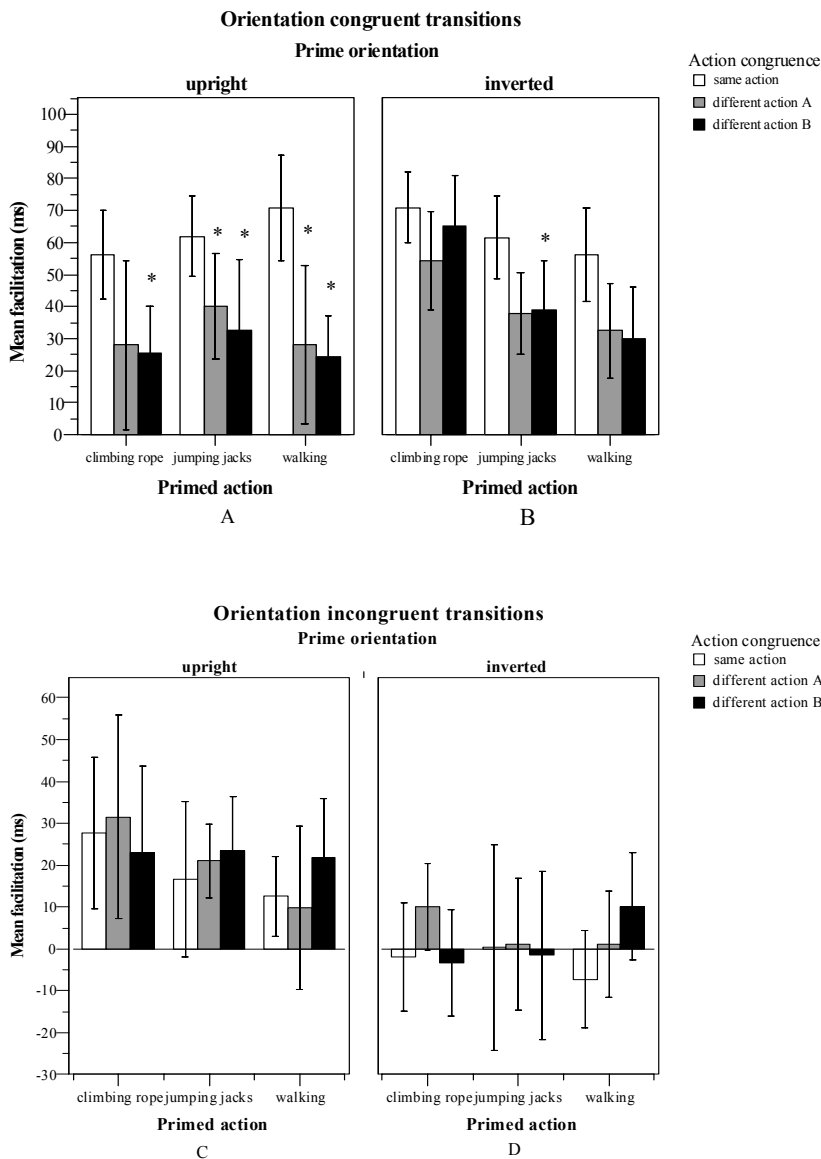 Orientation congruent transitions
Prime orientation
upright
inverted
Action congruence
same action
different action A
different action B
Mean facilitation (ms)
100
90
80
70
60
50
40
30
20
10
0
* * * * * *
climbing rope jumping jacks walking
climbing rope jumping jacks walking
Primed action
Primed action
A
B
Orientation incongruent transitions
Prime orientation
upright
inverted
Action congruence
same action
different action A
different action B
Mean facilitation (ms)
60
50
40
30
20
10
0
-10
-20
-30
climbing rope jumping jacks walking
climbing rope jumping jacks walking
Primed action
Primed action
C
D